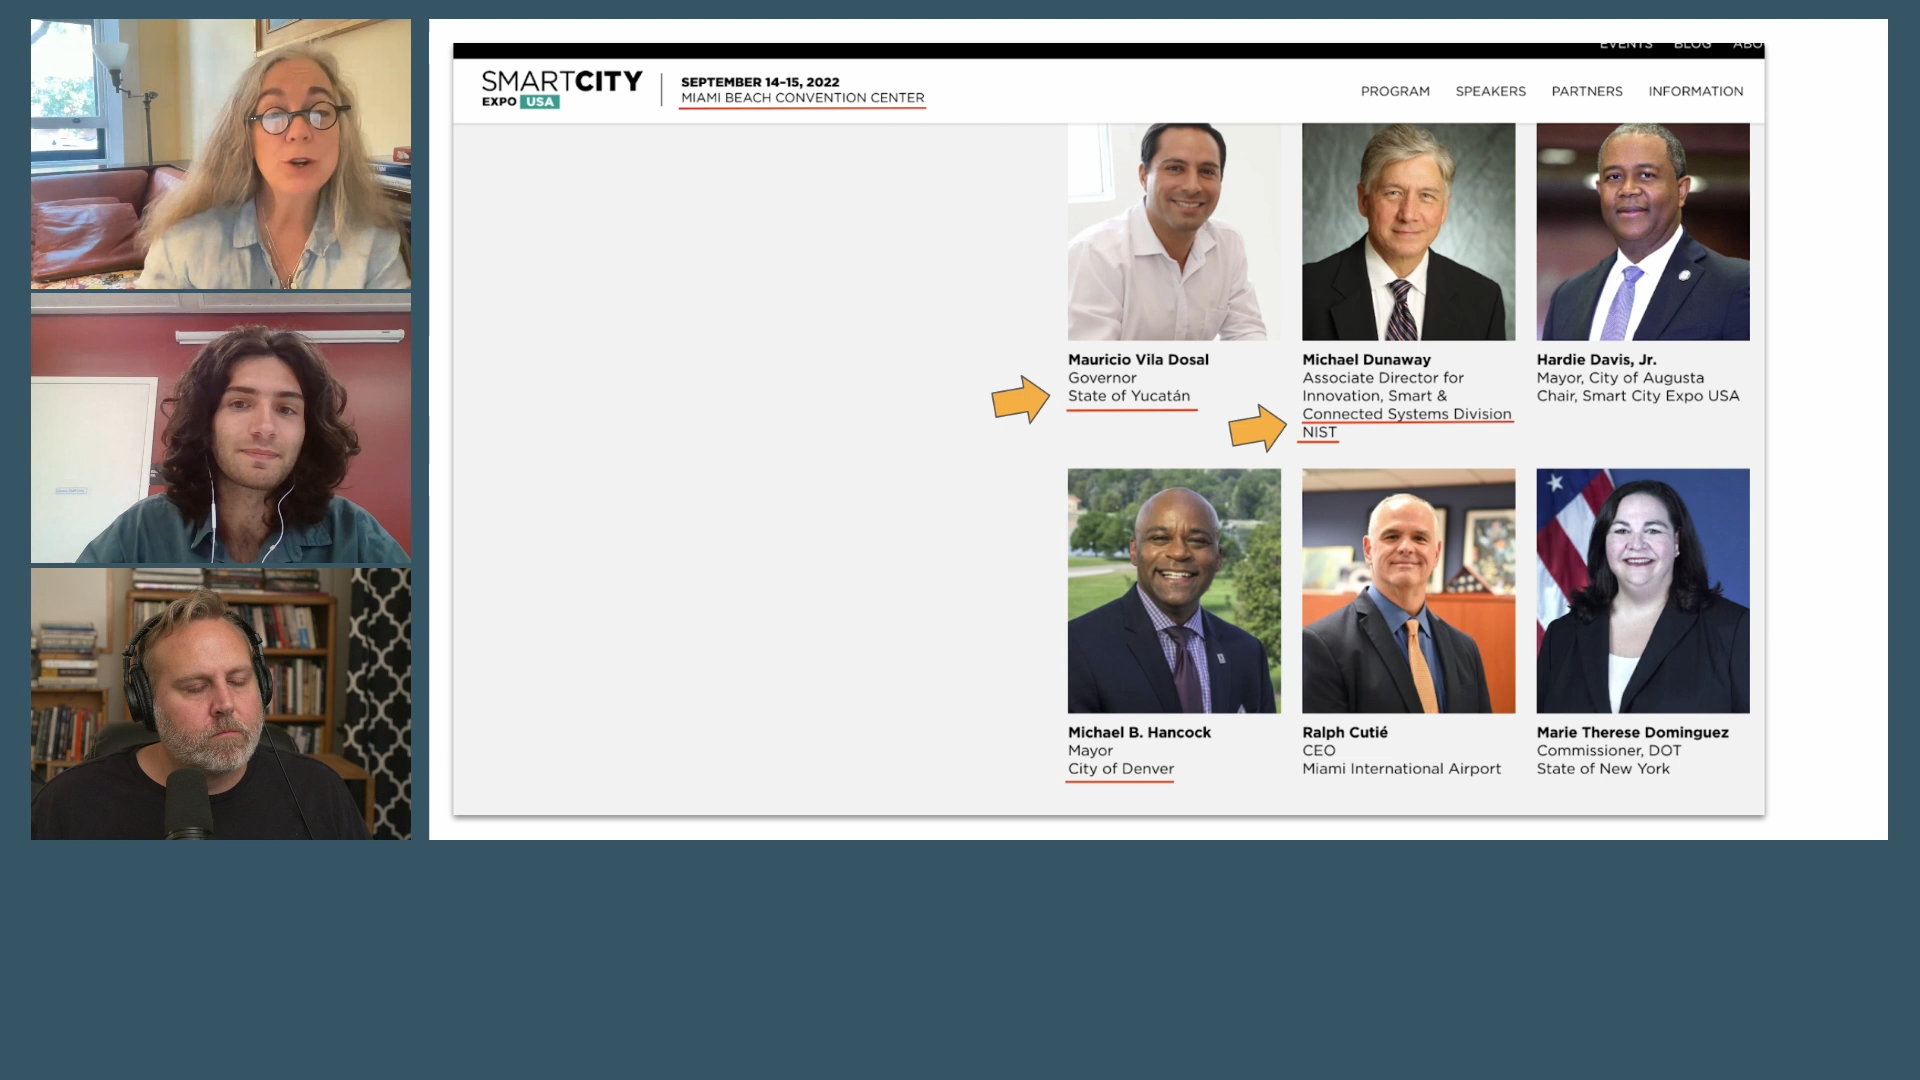 EVENTS BLOG ABO
SMARTCITY
EXPO USA
SEPTEMBER 14-15, 2022
MIAMI BEACH CONVENTION CENTER
PROGRAM SPEAKERS PARTNERS INFORMATION
Mauricio Vila Dosal
Governor
State of Yucatán
Michael Dunaway
Associate Director for
Innovation, Smart &
Connected Systems Division
NIST
Hardie Davis, Jr.
Mayor, City of Augusta
Chair, Smart City Expo USA
Michael B. Hancock
Mayor
City of Denver
Ralph Cutié
CEO
Miami International Airport
Marie Therese Dominguez
Commissioner, DOT
State of New York